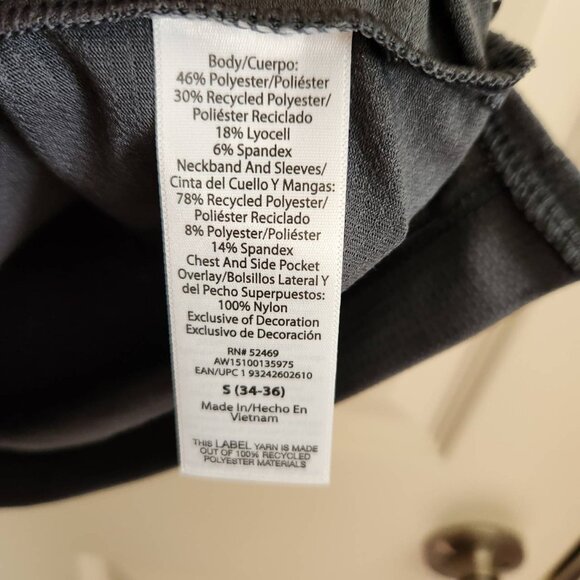 Body/Cuerpo:
46% Polyester/Poliéster
30% Recycled Polyester/
Poliéster Reciclado
18% Lyocell
6% Spandex
Neckband And Sleeves/
Cinta del Cuello Y Mangas:
78% Recycled Polyester/
Poliéster Reciclado
8% Polyester/Poliéster
14% Spandex
Chest And Side Pocket
Overlay/Bolsillos Lateral Y
del Pecho Superpuestos:
100% Nylon
Exclusive of Decoration
Exclusivo de Decoración
RN# 52469
AW15100135975
EAN/UPC 1 93242602610
S (34-36)
Made In/Hecho En
Vietnam
THIS LABEL YARN IS MADE
OUT OF 100% RECYCLED
POLYESTER MATERIALS